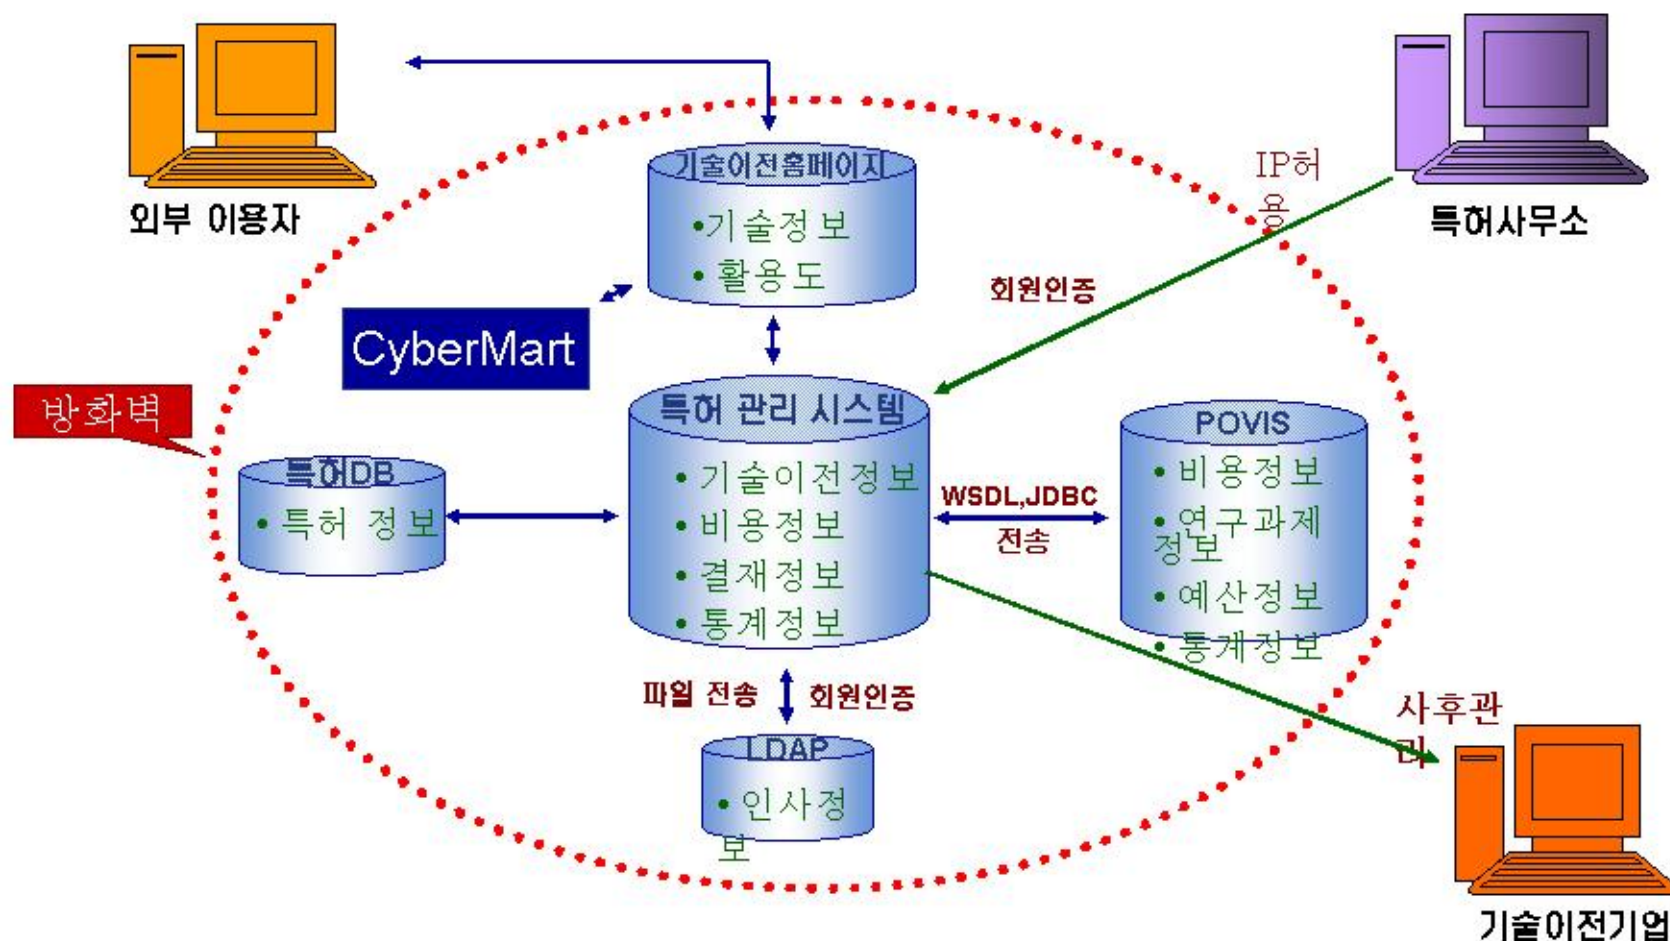 외부 이용자
특허사무소
IP허
용
기술이전홈페이지
•기술정보
• 활용도
회원인증
CyberMart
방화벽
특허 관리 시스템
• 기술이전정보
• 비용정보
• 결재정보
• 통계정보
특허DB
• 특허 정보
WSDL,JDBC
전송
POVIS
• 비용정보
• 연구과제
정보
• 예산정보
• 통계정보
파일 전송
회원인증
LDAP
• 인사정
보
사후관
리
기술이전기업